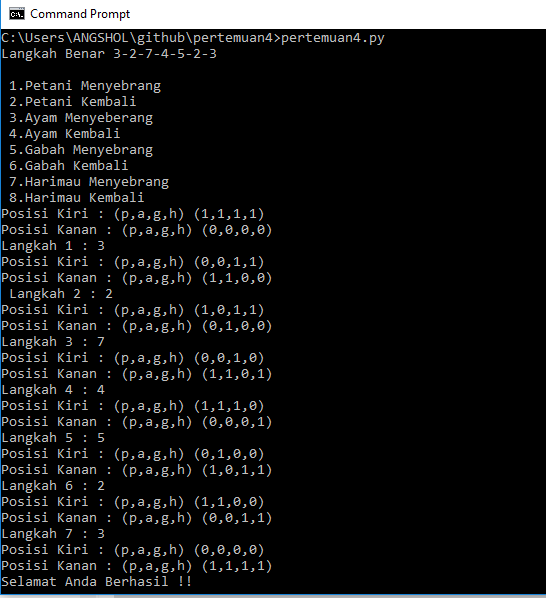 Command Prompt
C:\Users\ANGSHOL\github\pertemuan4>pertemuan4.py
Langkah Benar 3-2-7-4-5-2-3
1.Petani Menyebrang
2.Petani Kembali
3.Ayam Menyeberang
4.Ayam Kembali
5.Gabah Menyebrang
6.Gabah Kembali
7.Harimau Menyebrang
8.Harimau Kembali
Posisi Kiri : (p,a,g,h) (1,1,1,1)
Posisi Kanan : (p,a,g,h) (0,0,0,0)
Langkah 1 : 3
Posisi Kiri : (p,a,g,h) (0,0,1,1)
Posisi Kanan : (p,a,g,h) (1,1,0,0)
Langkah 2 : 2
Posisi Kiri : (p,a,g,h) (1,0,1,1)
Posisi Kanan : (p,a,g,h) (0,1,0,0)
Langkah 3 : 7
Posisi Kiri : (p,a,g,h) (0,0,1,0)
Posisi Kanan : (p,a,g,h) (1,1,0,1)
Langkah 4 : 4
Posisi Kiri : (p,a,g,h) (1,1,1,0)
Posisi Kanan : (p,a,g,h) (0,0,0,1)
Langkah 5 : 5
Posisi Kiri : (p,a,g,h) (0,1,0,0)
Posisi Kanan : (p,a,g,h) (1,0,1,1)
Langkah 6 : 2
Posisi Kiri : (p,a,g,h) (1,1,0,0)
Posisi Kanan : (p,a,g,h) (0,0,1,1)
Langkah 7 : 3
Posisi Kiri : (p,a,g,h) (0,0,0,0)
Posisi Kanan : (p,a,g,h) (1,1,1,1)
Selamat Anda Berhasil !!